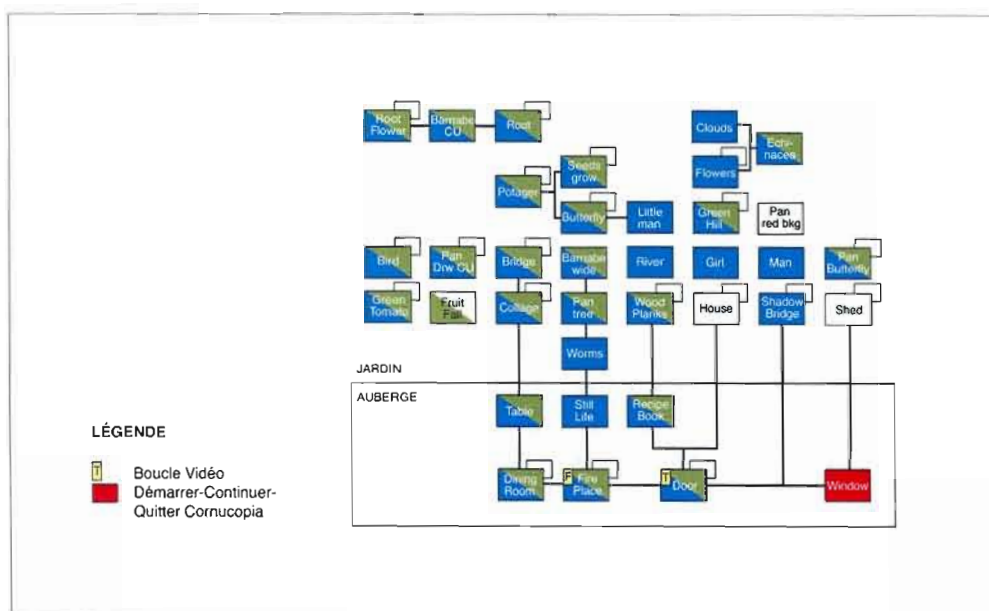 Root
Flower
Barnabe
CU
Root
Clouds
Echi-
naces
Flowers
Seeds
grow
Potager
Butterfly
Little
man
Green
Hill
Pan
red bkg
Bird
Pan
Drw CU
Bridge
Barnabe
wide
River
Girl
Man
Pan
Butterfly
Green
Tomato
Fruit
Fall
Collage
Pan
tree
Wood
Planks
House
Shadow
Bridge
Shed
Worms
JARDIN
AUBERGE
Table
Still
Life
Recipe
Book
LÉGENDE
T
Boucle Vidéo
Démarrer-Continuer-
Quitter Cornucopia
Dining
Room
F
Fire
Place
T
Door
Window